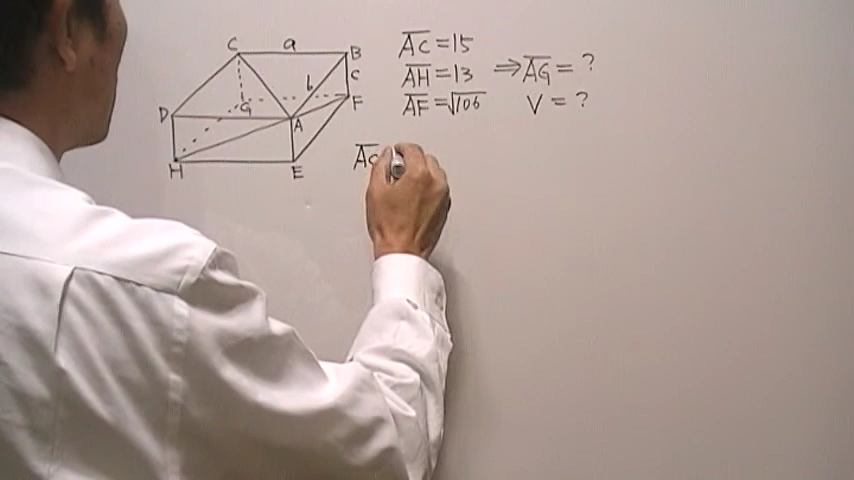 C a B
AC = 15
AH = 13 ⇒ AG = ?
b C
AF = √106 V = ?
G F
D A
H E
AC